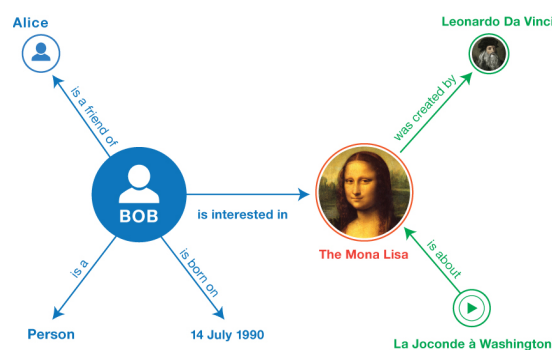 Alice
Leonardo Da Vinci
is a friend of
was created by
BOB
is interested in
The Mona Lisa
is a
is born on
is about
Person
14 July 1990
La Joconde à Washington